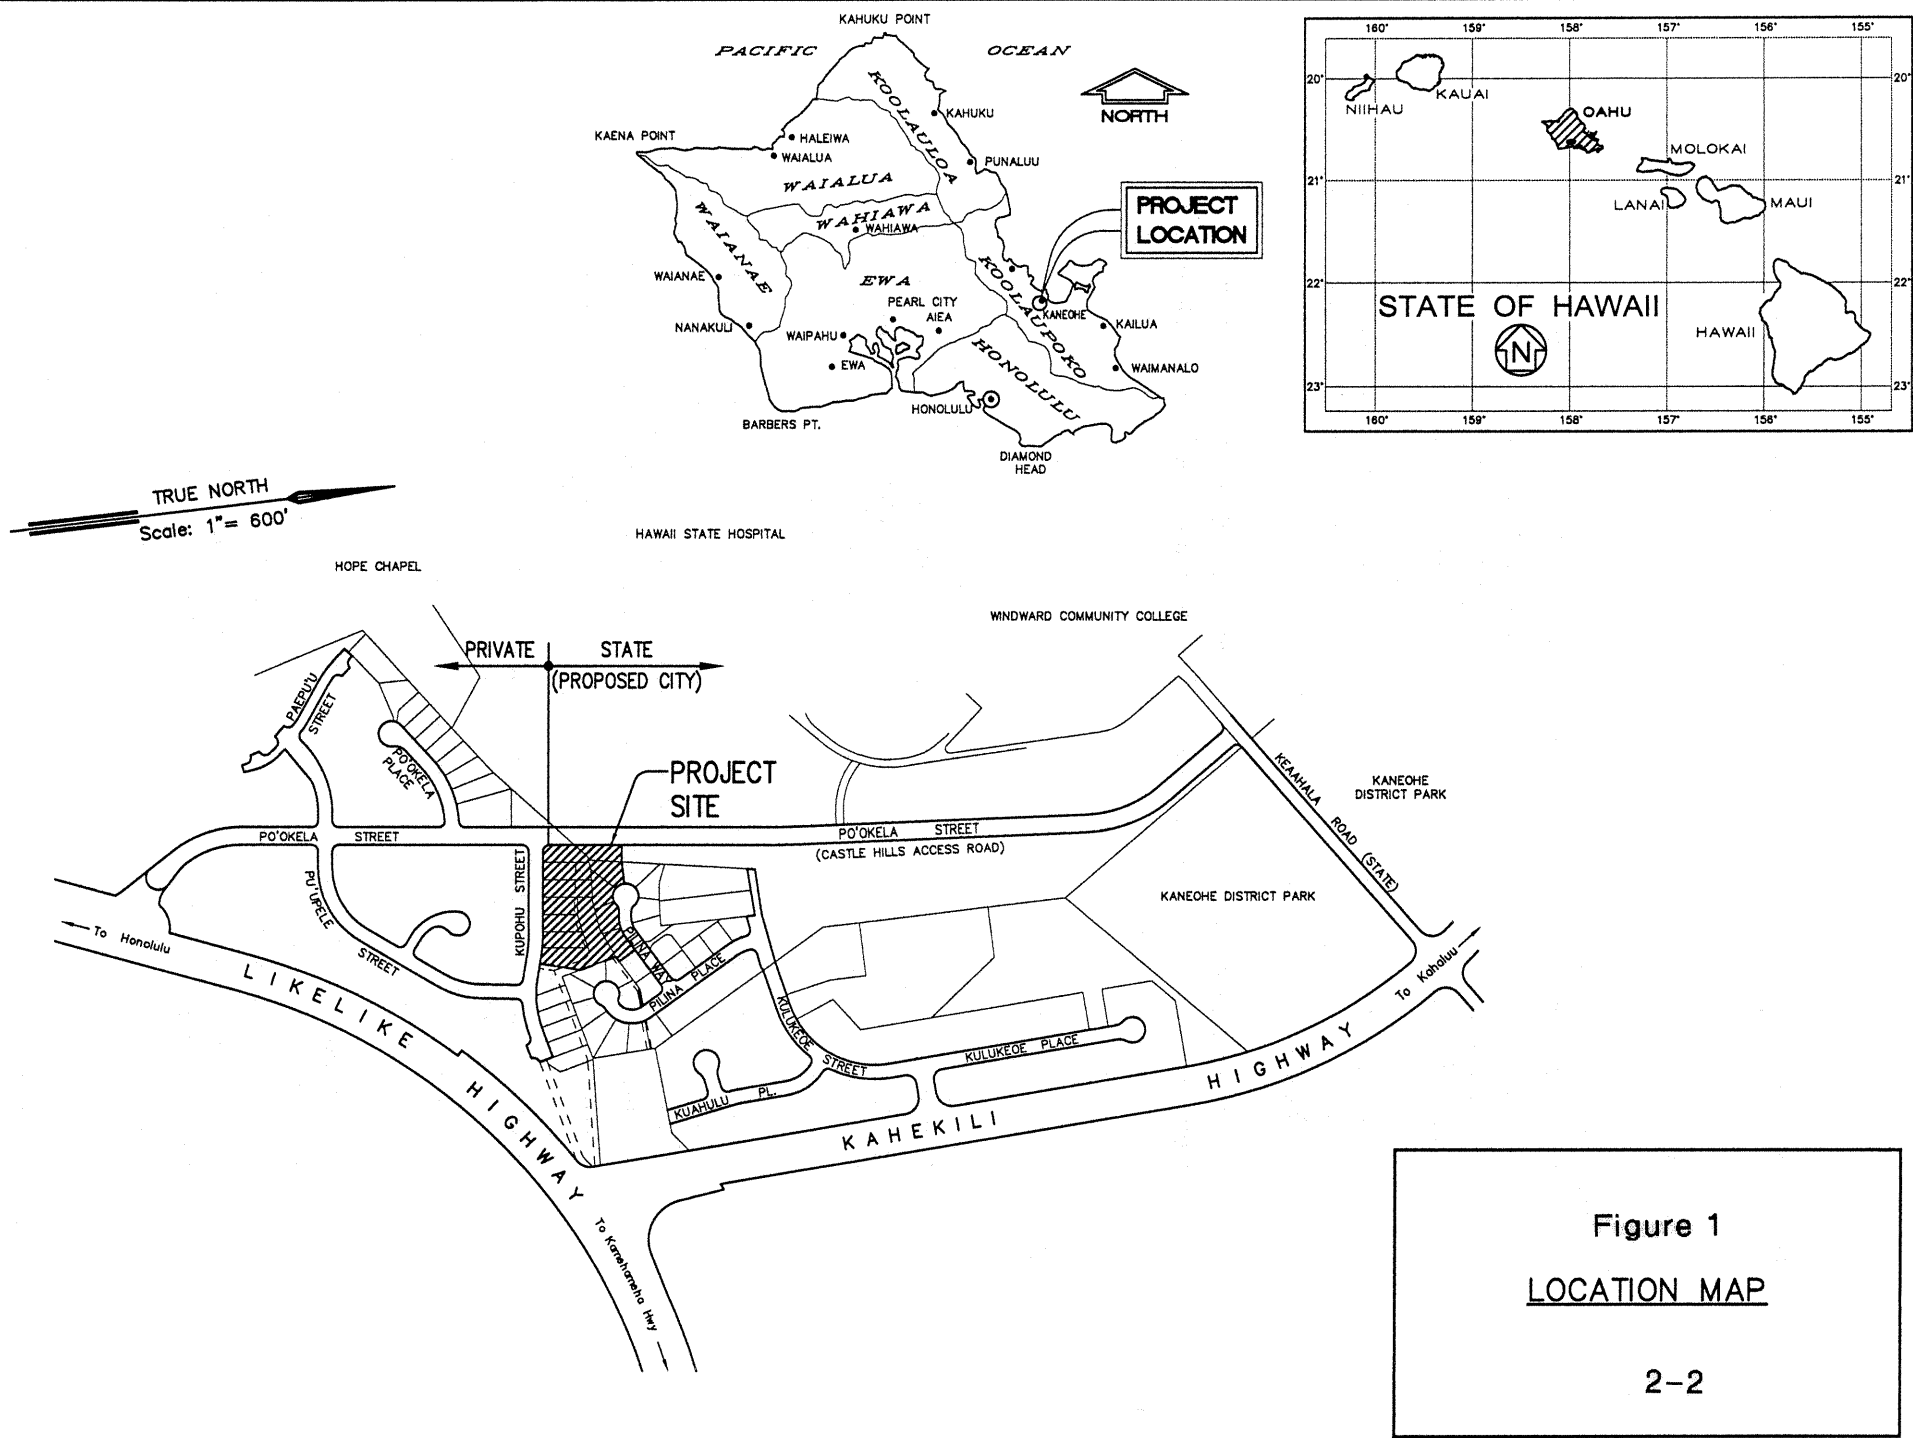 KAHUKU POINT
PACIFIC OCEAN
NORTH
KOOLAULOA
KAHUKU
KAENA POINT
HALEIWA
WAIALUA
PUNALUU
WAIALUA
WAHIAWA
WAHIAWA
WAIANAE
PROJECT
LOCATION
WAIANAE
EWA
KOOLAUPOKO
PEARL CITY
AIEA
KANEOHE
NANAKULI
WAIPAHU
KAILUA
EWA
HONOLULU
WAIMANALO
HONOLULU
BARBERS PT.
DIAMOND
HEAD
160° 159° 158° 157° 156° 155°
20° 20°
NIIHAU
KAUAI
OAHU
MOLOKAI
21° 21°
LANAI
MAUI
22° 22°
STATE OF HAWAII
N
HAWAII
23° 23°
160° 159° 158° 157° 156° 155°
TRUE NORTH
Scale: 1"= 600'
HAWAII STATE HOSPITAL
HOPE CHAPEL
WINDWARD COMMUNITY COLLEGE
PRIVATE STATE
(PROPOSED CITY)
PAEPU'U
STREET
PO'OKELA
PLACE
PROJECT
SITE
KEAAHALA ROAD (STATE)
KANEOHE
DISTRICT PARK
PO'OKELA STREET
PO'OKELA STREET
(CASTLE HILLS ACCESS ROAD)
PU'UPELE
STREET
KUPOHU STREET
KANEOHE DISTRICT PARK
PILINA WAY
PILINA PLACE
To Honolulu
To Kahaluu
LIKELIKE
HIGHWAY
KULUKEOE
STREET
KULUKEOE PLACE
KUAHULU PL.
KAHEKILI
HIGHWAY
To Kamehameha Hwy
Figure 1
LOCATION MAP
2-2